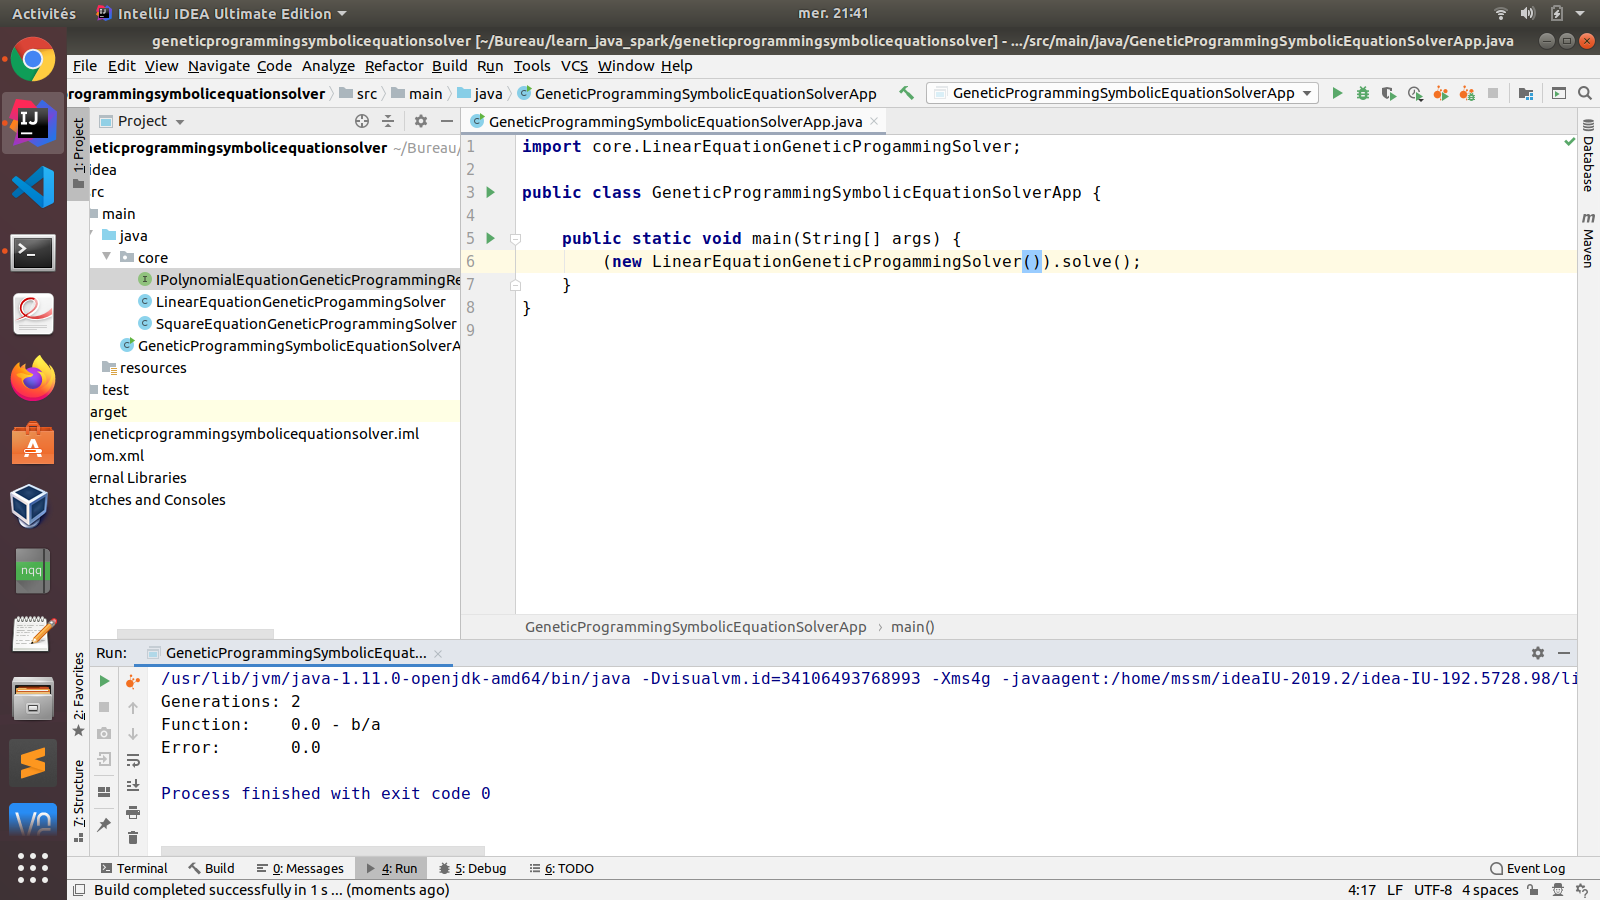 Activités
IntelliJ IDEA Ultimate Edition
mer. 21:41
geneticprogrammingsymbolicequationsolver [~/Bureau/learn_java_spark/geneticprogrammingsymbolicequationsolver] - .../src/main/java/GeneticProgrammingSymbolicEquationSolverApp.java
File Edit View Navigate Code Analyze Refactor Build Run Tools VCS Window Help
rogrammingsymbolicequationsolver src main java GeneticProgrammingSymbolicEquationSolverApp
GeneticProgrammingSymbolicEquationSolverApp
1: Project
Project
neticprogrammingsymbolicequationsolver ~/Bureau/
idea
rc
main
java
core
IPolynomialEquationGeneticProgrammingRe
LinearEquationGeneticProgammingSolver
SquareEquationGeneticProgrammingSolver
GeneticProgrammingSymbolicEquationSolverA
resources
test
arget
geneticprogrammingsymbolicequationsolver.iml
pom.xml
ernal Libraries
atches and Consoles
GeneticProgrammingSymbolicEquationSolverApp.java
1 import core.LinearEquationGeneticProgammingSolver;
2
3 public class GeneticProgrammingSymbolicEquationSolverApp {
4
5 public static void main(String[] args) {
6 (new LinearEquationGeneticProgammingSolver()).solve();
7 }
8 }
9
GeneticProgrammingSymbolicEquationSolverApp › main()
Database
m Maven
IJ
nqq
2: Favorites
7: Structure
Run: GeneticProgrammingSymbolicEquat...
/usr/lib/jvm/java-1.11.0-openjdk-amd64/bin/java -Dvisualvm.id=34106493768993 -Xms4g -javaagent:/home/mssm/ideaIU-2019.2/idea-IU-192.5728.98/li
Generations: 2
Function: 0.0 - b/a
Error: 0.0
Process finished with exit code 0
Terminal Build 0: Messages 4: Run 5: Debug 6: TODO Event Log
Build completed successfully in 1 s ... (moments ago)
4:17 LF UTF-8 4 spaces